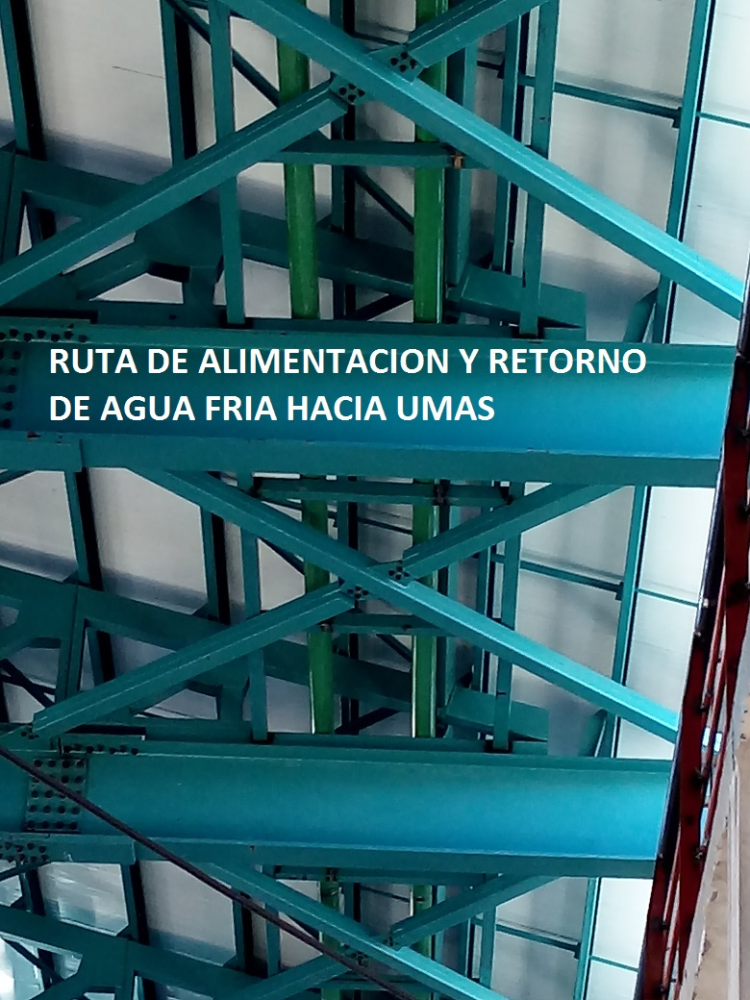 RUTA DE ALIMENTACION Y RETORNO
DE AGUA FRIA HACIA UMAS